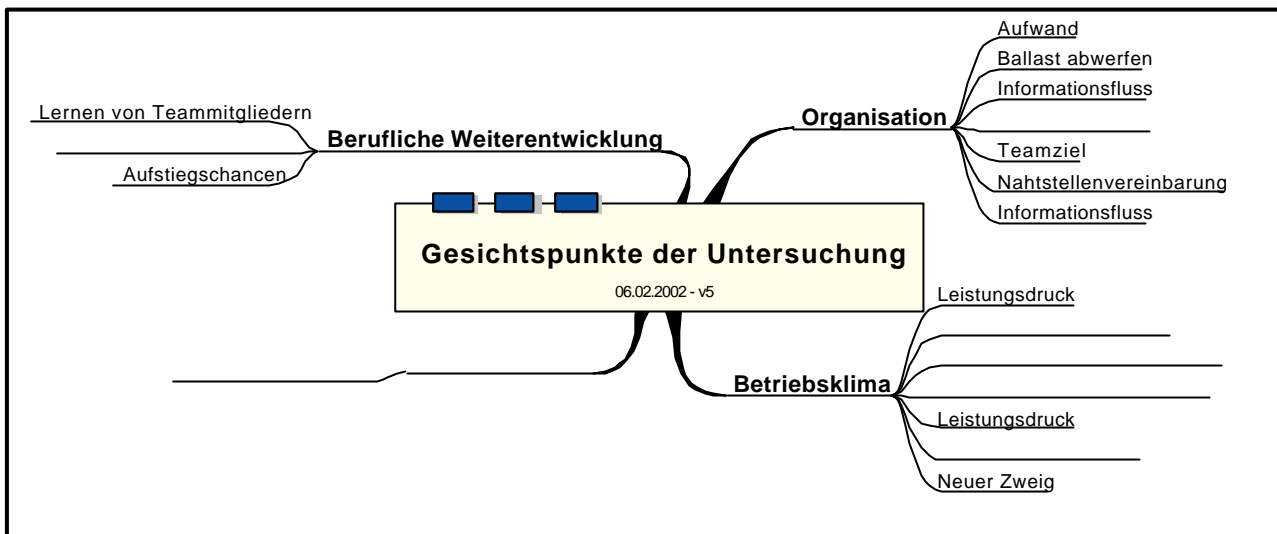 Gesichtspunkte der Untersuchung
06.02.2002 - v5
Organisation
Aufwand
Ballast abwerfen
Informationsfluss
Teamziel
Nahtstellenvereinbarung
Informationsfluss
Betriebsklima
Leistungsdruck
Leistungsdruck
Neuer Zweig
Berufliche Weiterentwicklung
Lernen von Teammitgliedern
Aufstiegschancen